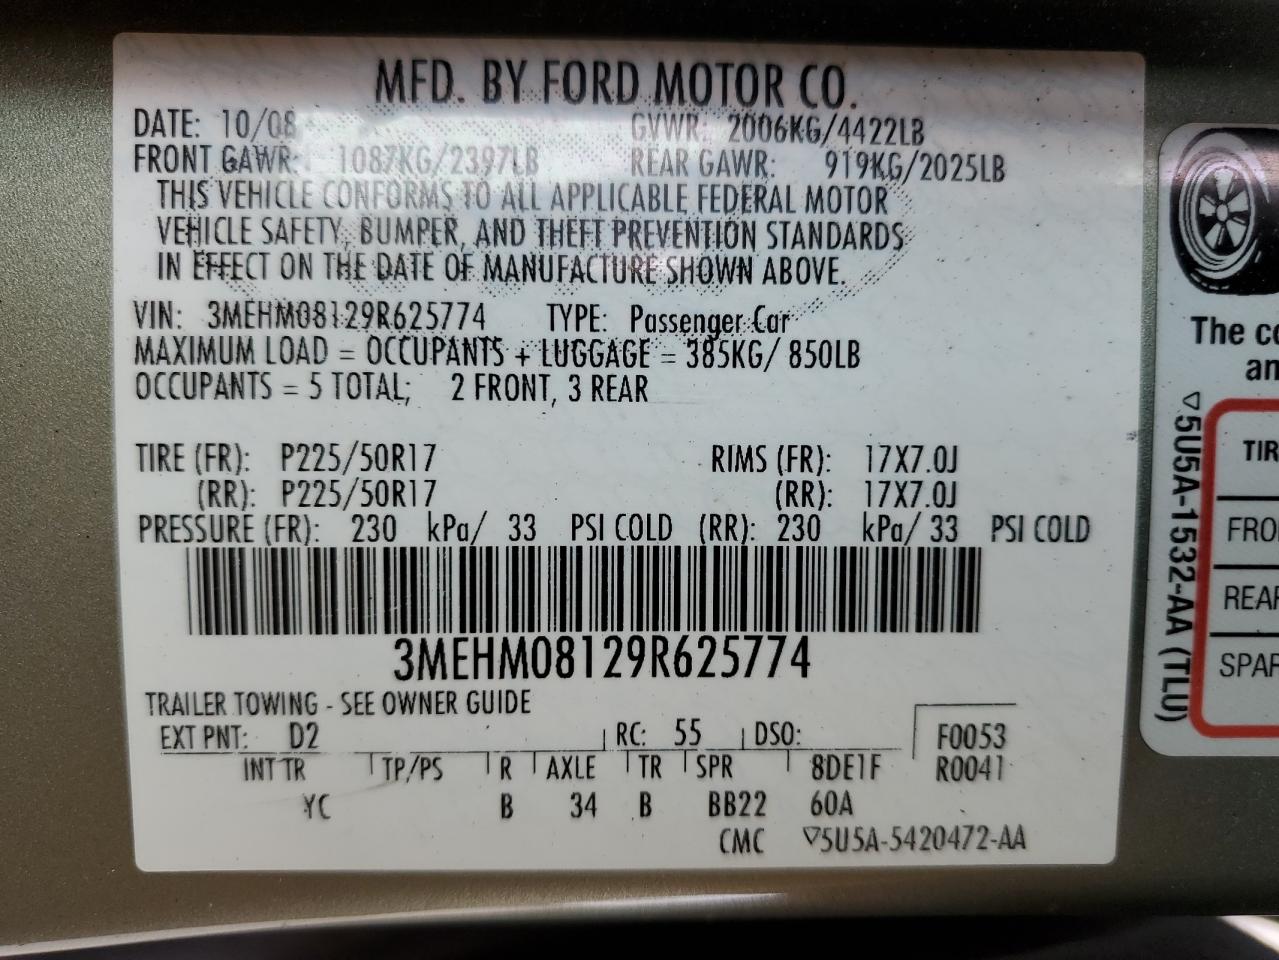 MFD. BY FORD MOTOR CO.
DATE: 10/08 GVWR: 2006KG/4422LB
FRONT GAWR: 1087KG/2397LB REAR GAWR: 919KG/2025LB
THIS VEHICLE CONFORMS TO ALL APPLICABLE FEDERAL MOTOR
VEHICLE SAFETY, BUMPER, AND THEFT PREVENTION STANDARDS
IN EFFECT ON THE DATE OF MANUFACTURE SHOWN ABOVE.
VIN: 3MEHM08129R625774 TYPE: Passenger Car
MAXIMUM LOAD = OCCUPANTS + LUGGAGE = 385KG/ 850LB
OCCUPANTS = 5 TOTAL; 2 FRONT, 3 REAR
TIRE (FR): P225/50R17 RIMS (FR): 17X7.0J
(RR): P225/50R17 (RR): 17X7.0J
PRESSURE (FR): 230 kPa/ 33 PSI COLD (RR): 230 kPa/ 33 PSI COLD
3MEHM08129R625774
TRAILER TOWING - SEE OWNER GUIDE
EXT PNT: D2 RC: 55 DSO: F0053
INT TR TP/PS R AXLE TR SPR 8DE1F R0041
YC B 34 B BB22 60A
CMC ▽5U5A-5420472-AA
The co
an
▽5U5A-1532-AA (TLU)
TIR
FRO
REAR
SPAR